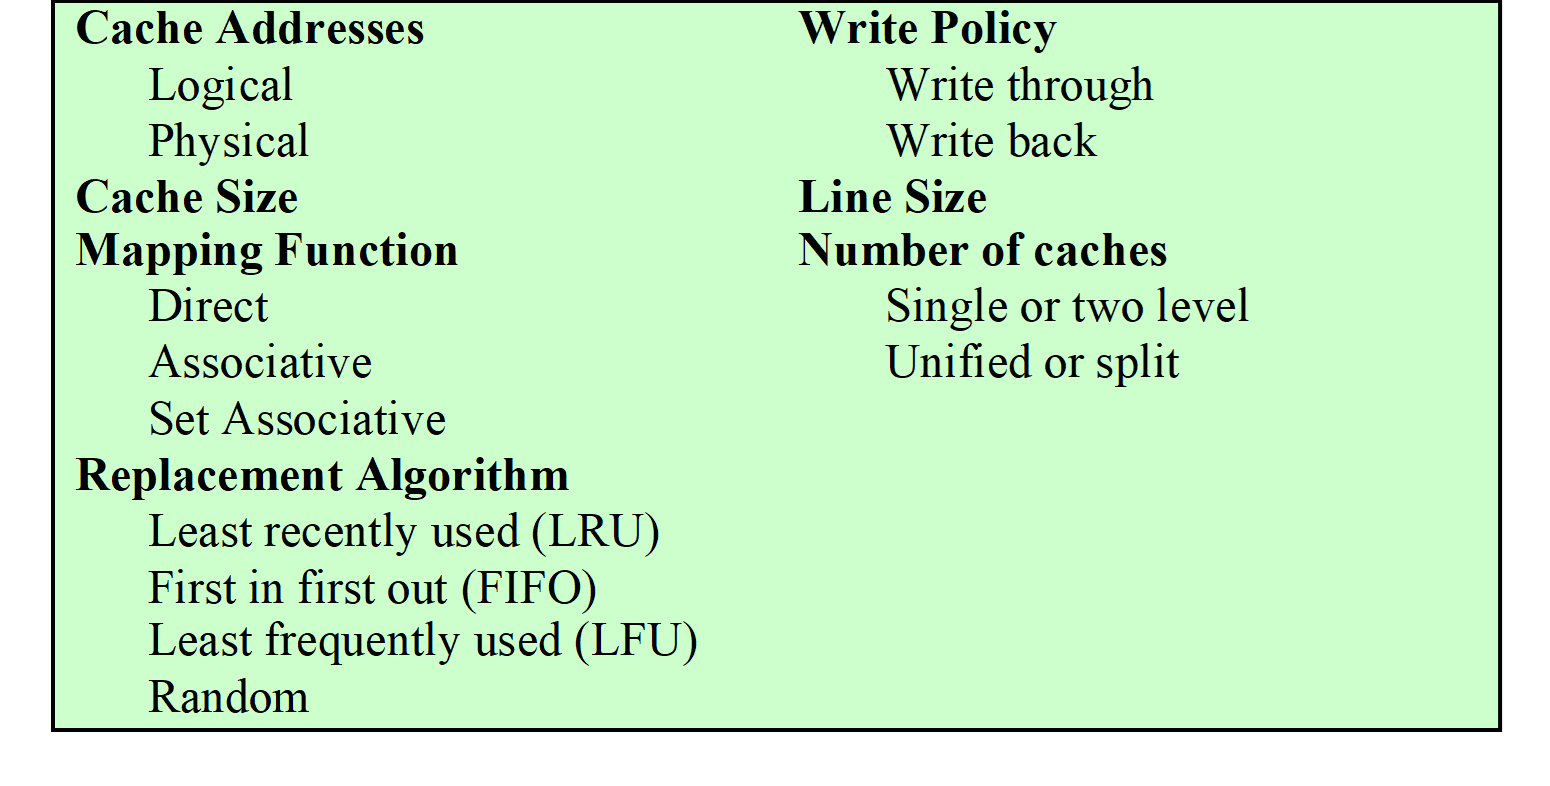 Cache Addresses
Logical
Physical
Cache Size
Mapping Function
Direct
Associative
Set Associative
Replacement Algorithm
Least recently used (LRU)
First in first out (FIFO)
Least frequently used (LFU)
Random
Write Policy
Write through
Write back
Line Size
Number of caches
Single or two level
Unified or split